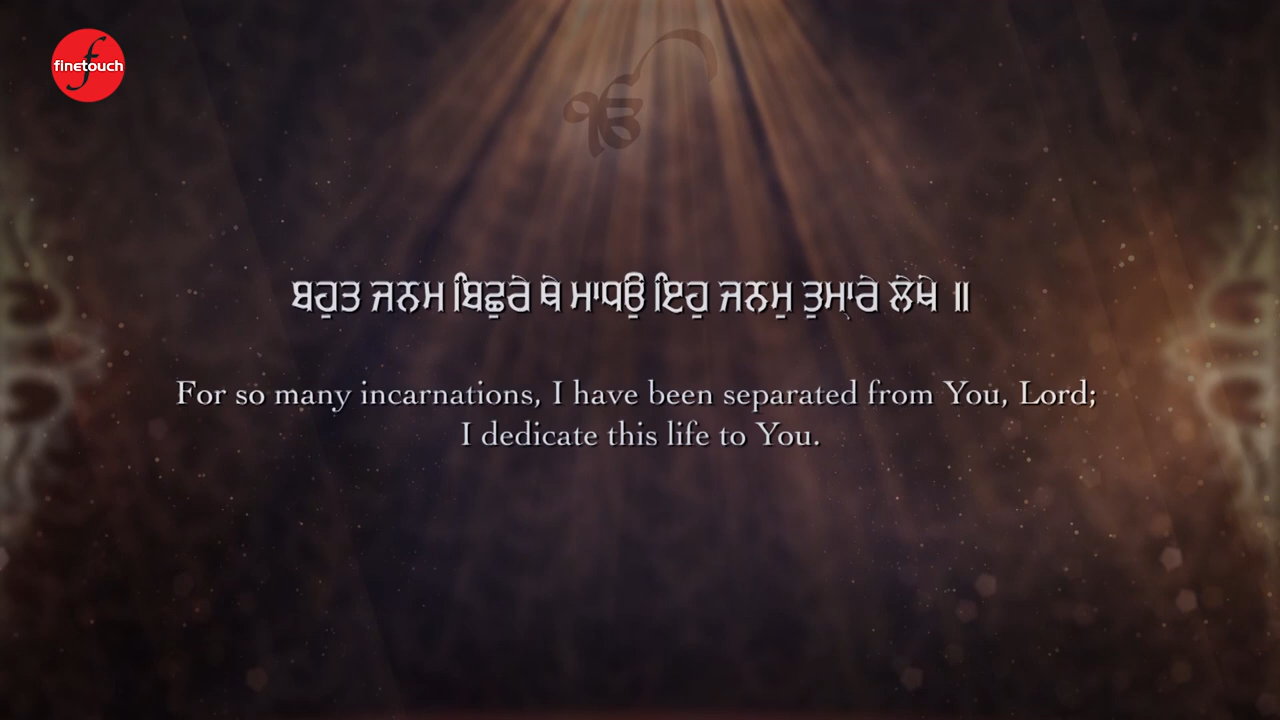 finetouch
ੴ
ਬਹੁਤ ਜਨਮ ਬਿਛੁਰੇ ਥੇ ਮਾਧਉ ਇਹੁ ਜਨਮੁ ਤੁਮ੍ਹਾਰੇ ਲੇਖੇ ॥
For so many incarnations, I have been separated from You, Lord;
I dedicate this life to You.